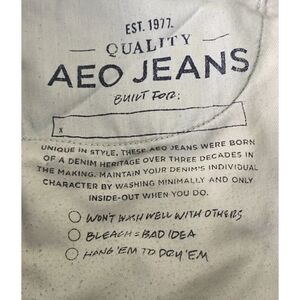 EST. 1977.
QUALITY
AEO JEANS
BUILT FOR:
x
UNIQUE IN STYLE, THESE AEO JEANS WERE BORN
OF A DENIM HERITAGE OVER THREE DECADES IN
THE MAKING. MAINTAIN YOUR DENIM'S INDIVIDUAL
CHARACTER BY WASHING MINIMALLY AND ONLY
INSIDE-OUT WHEN YOU DO.
WON'T WASH WELL WITH OTHERS
BLEACH = BAD IDEA
HANG 'EM TO DRY 'EM